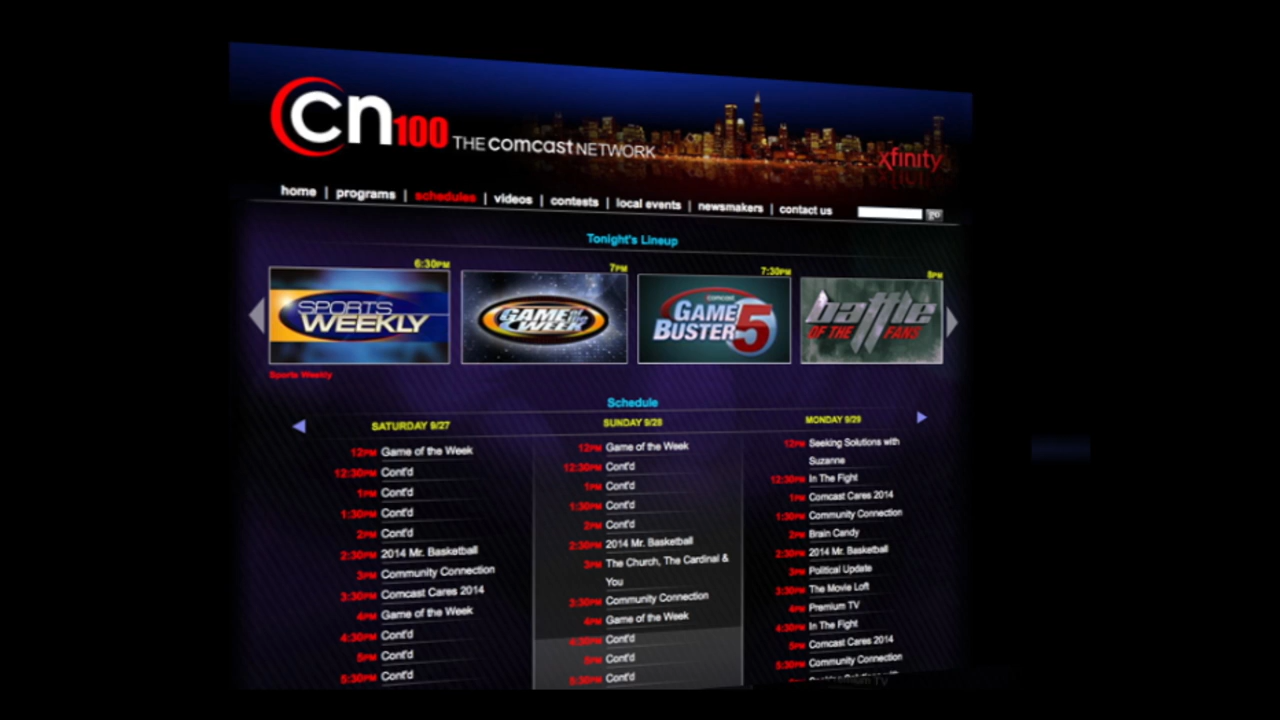 cn100 THE COMCAST NETWORK
xfinity
home | programs | schedules | videos | contests | local events | newsmakers | contact us
go
Tonight's Lineup
6:30PM 7PM 7:30PM 8PM
SPORTS WEEKLY
GAME OF THE WEEK
COMCAST GAME BUSTER 5
battle OF THE FANS
Sports Weekly
Schedule
SATURDAY 9/27
12PM Game of the Week
12:30PM Cont'd
1PM Cont'd
1:30PM Cont'd
2PM Cont'd
2:30PM 2014 Mr. Basketball
3PM Community Connection
3:30PM Comcast Cares 2014
4PM Game of the Week
4:30PM Cont'd
5PM Cont'd
5:30PM Cont'd
SUNDAY 9/28
12PM Game of the Week
12:30PM Cont'd
1PM Cont'd
1:30PM Cont'd
2PM Cont'd
2:30PM 2014 Mr. Basketball
3PM The Church, The Cardinal &
You
3:30PM Community Connection
4PM Game of the Week
4:30PM Cont'd
5PM Cont'd
5:30PM Cont'd
MONDAY 9/29
12PM Seeking Solutions with
Suzanne
12:30PM In The Fight
1PM Comcast Cares 2014
1:30PM Community Connection
2PM Brain Candy
2:30PM 2014 Mr. Basketball
3PM Political Update
3:30PM The Movie Loft
4PM Premium TV
4:30PM In The Fight
5PM Comcast Cares 2014
5:30PM Community Connection